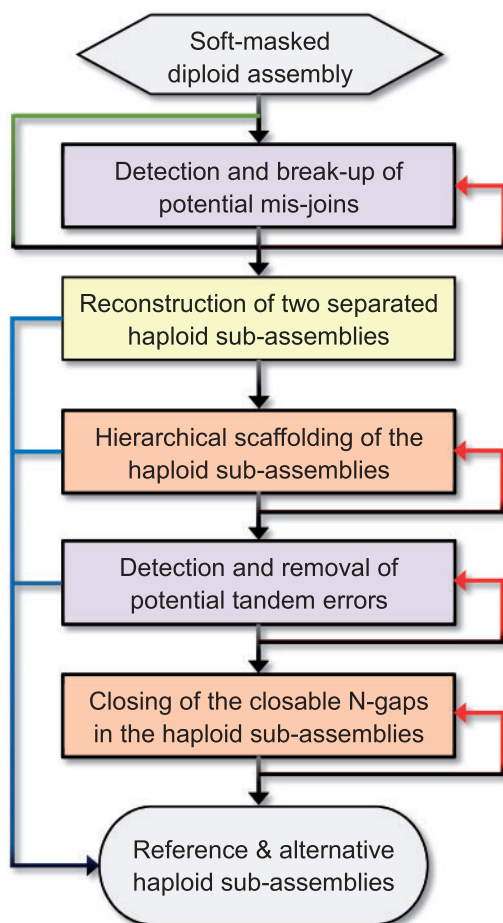 Soft-masked
diploid assembly
Detection and break-up of
potential mis-joins
Reconstruction of two separated
haploid sub-assemblies
Hierarchical scaffolding of the
haploid sub-assemblies
Detection and removal of
potential tandem errors
Closing of the closable N-gaps
in the haploid sub-assemblies
Reference & alternative
haploid sub-assemblies